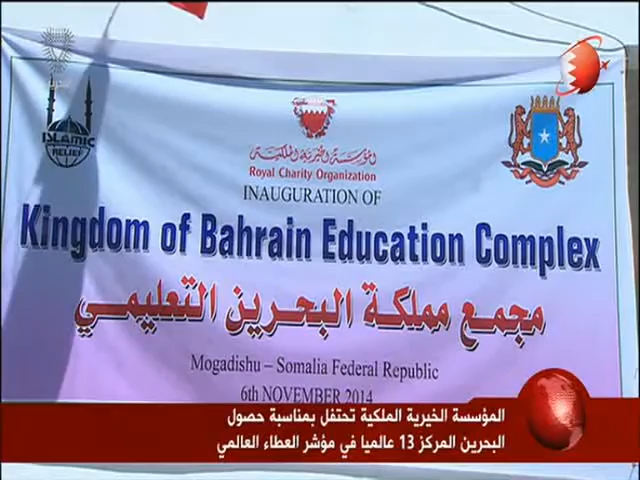 ISLAMIC
RELIEF
المؤسسة الخيرية الملكية
Royal Charity Organization
INAUGURATION OF
Kingdom of Bahrain Education Complex
مجمع مملكة البحرين التعليمي
Mogadishu – Somalia Federal Republic
6th NOVEMBER 2014
المؤسسة الخيرية الملكية تحتفل بمناسبة حصول
البحرين المركز 13 عالميا في مؤشر العطاء العالمي